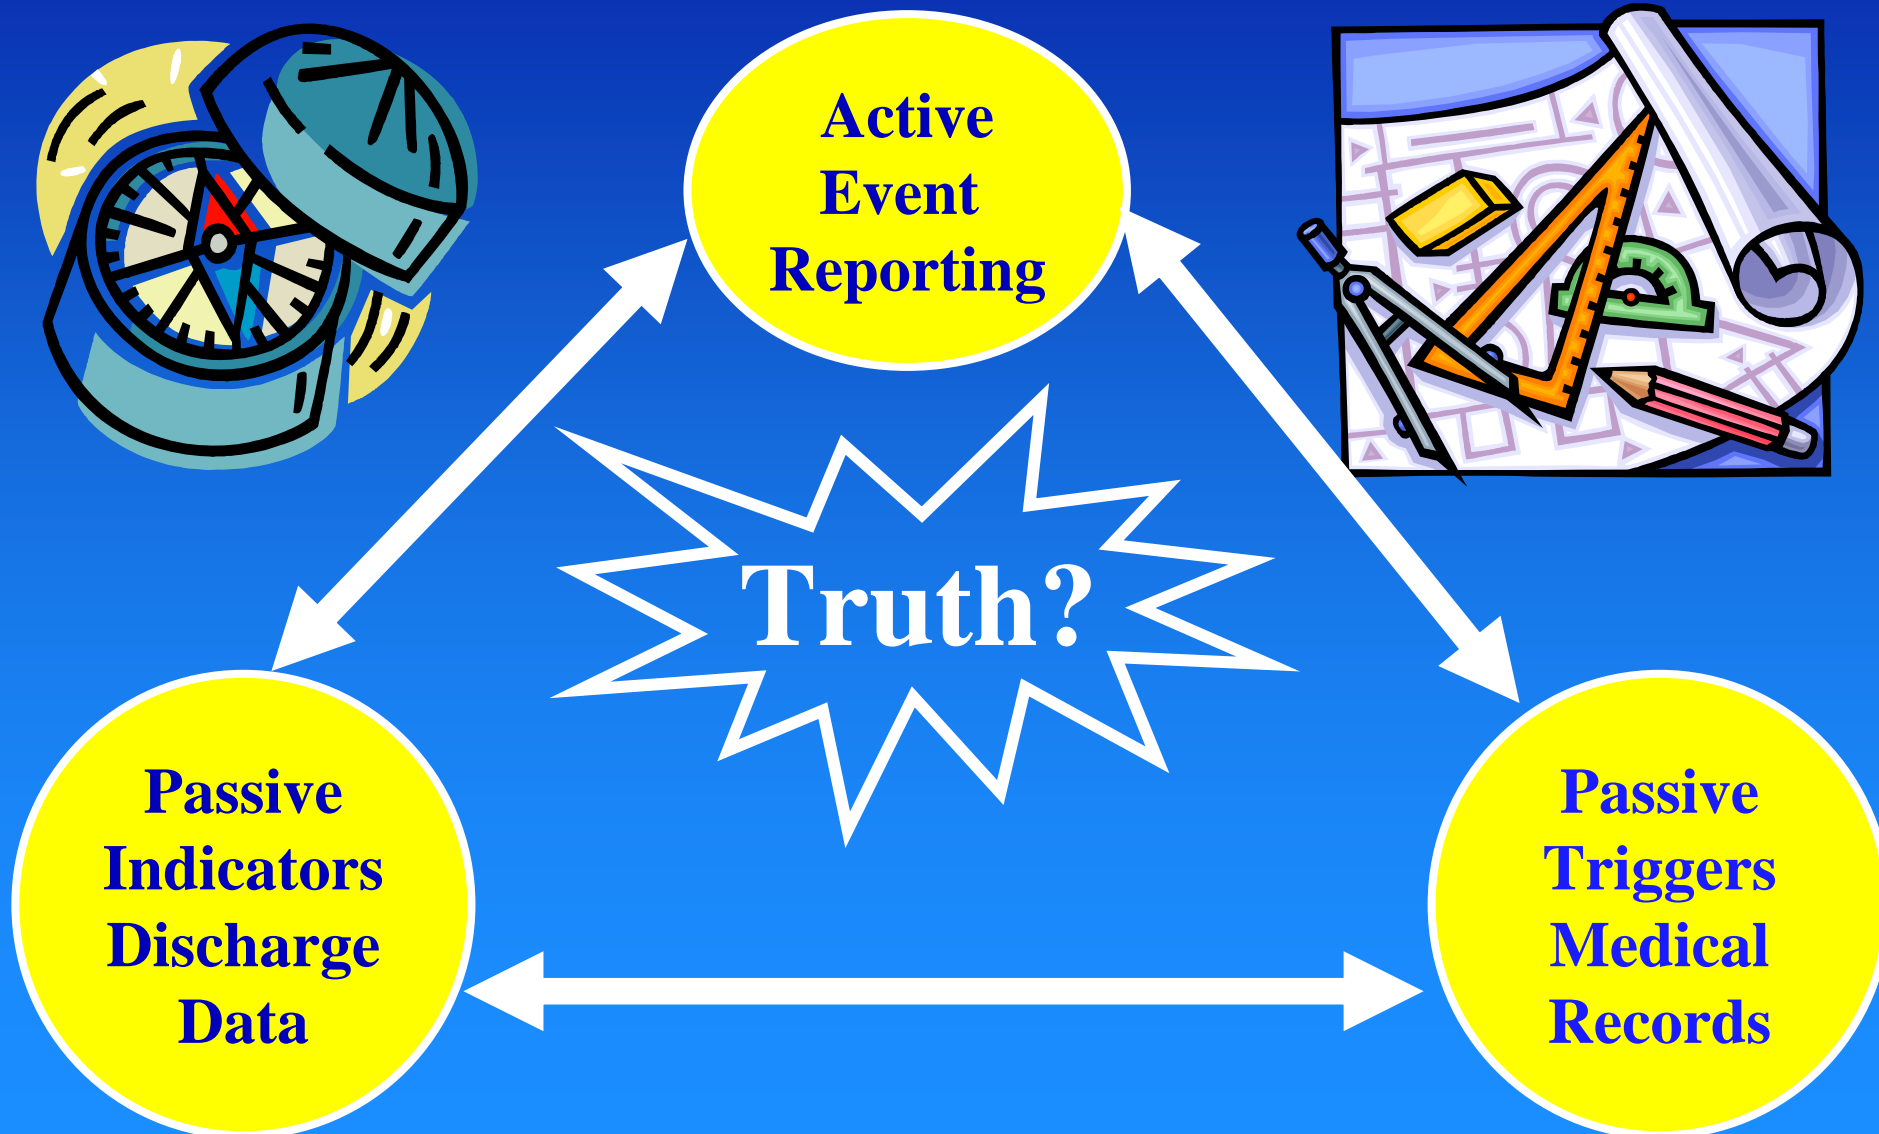 Active
Event
Reporting
Truth?
Passive
Indicators
Discharge
Data
Passive
Triggers
Medical
Records